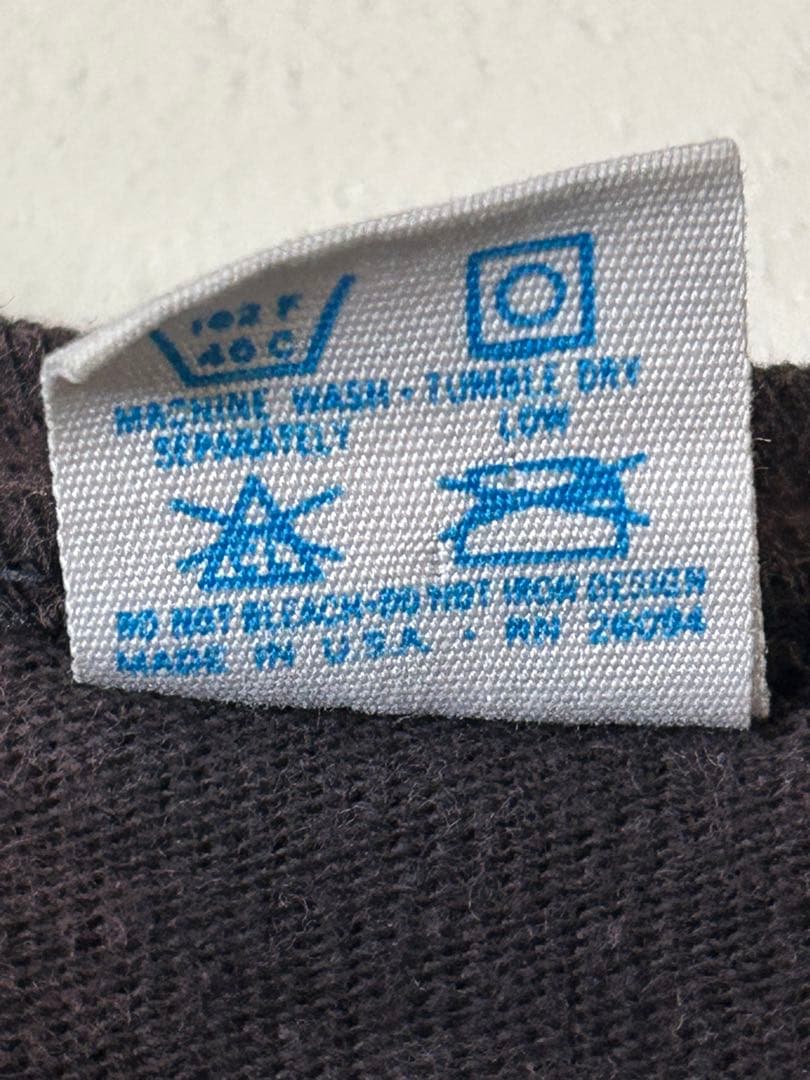 102 F
40 C
MACHINE WASH - TUMBLE DRY
SEPARATELY LOW
CL
DO NOT BLEACH-DO NOT IRON DESIGN
MADE IN U.S.A. · RN 26094